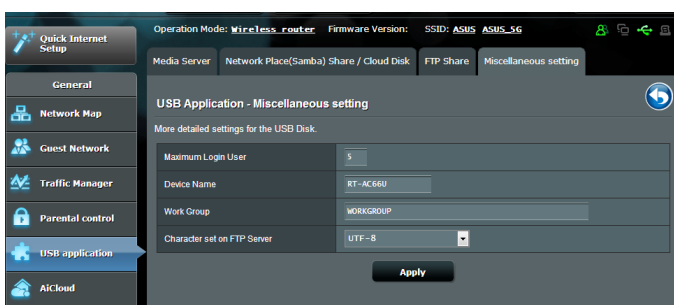 Operation Mode: Wireless router Firmware Version: SSID: ASUS ASUS_5G
Quick Internet
Setup
Media Server Network Place(Samba) Share / Cloud Disk FTP Share Miscellaneous setting
General
USB Application - Miscellaneous setting
Network Map
More detailed settings for the USB Disk.
Guest Network
Maximum Login User 5
Traffic Manager
Device Name RT-AC66U
Parental control
Work Group WORKGROUP
Character set on FTP Server UTF-8
USB application
Apply
AiCloud